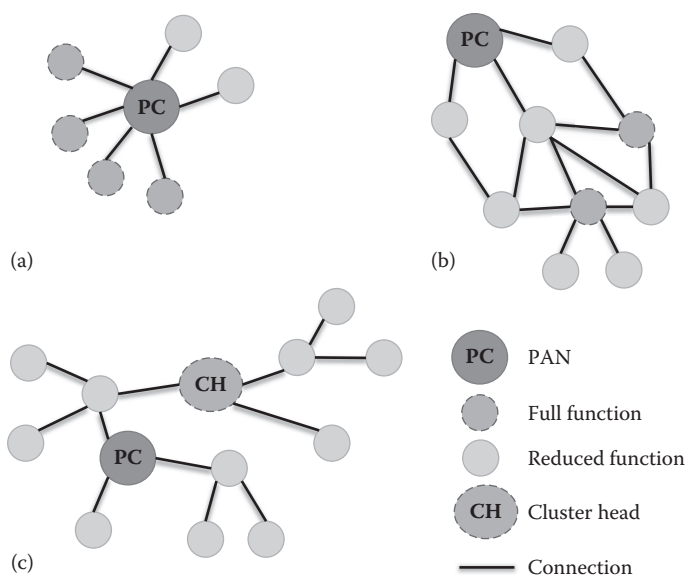 PC
PC
(a)
(b)
CH
PC
(c)
PC PAN
Full function
Reduced function
CH Cluster head
Connection